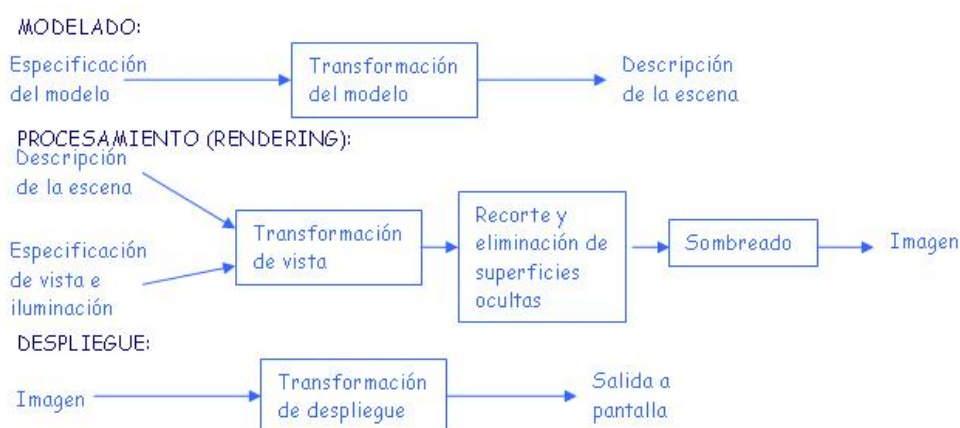 MODELADO:
Especificación
del modelo
Transformación
del modelo
Descripción
de la escena
PROCESAMIENTO (RENDERING):
Descripción
de la escena
Especificación
de vista e
iluminación
Transformación
de vista
Recorte y
eliminación de
superficies
ocultas
Sombreado
Imagen
DESPLIEGUE:
Imagen
Transformación
de despliegue
Salida a
pantalla